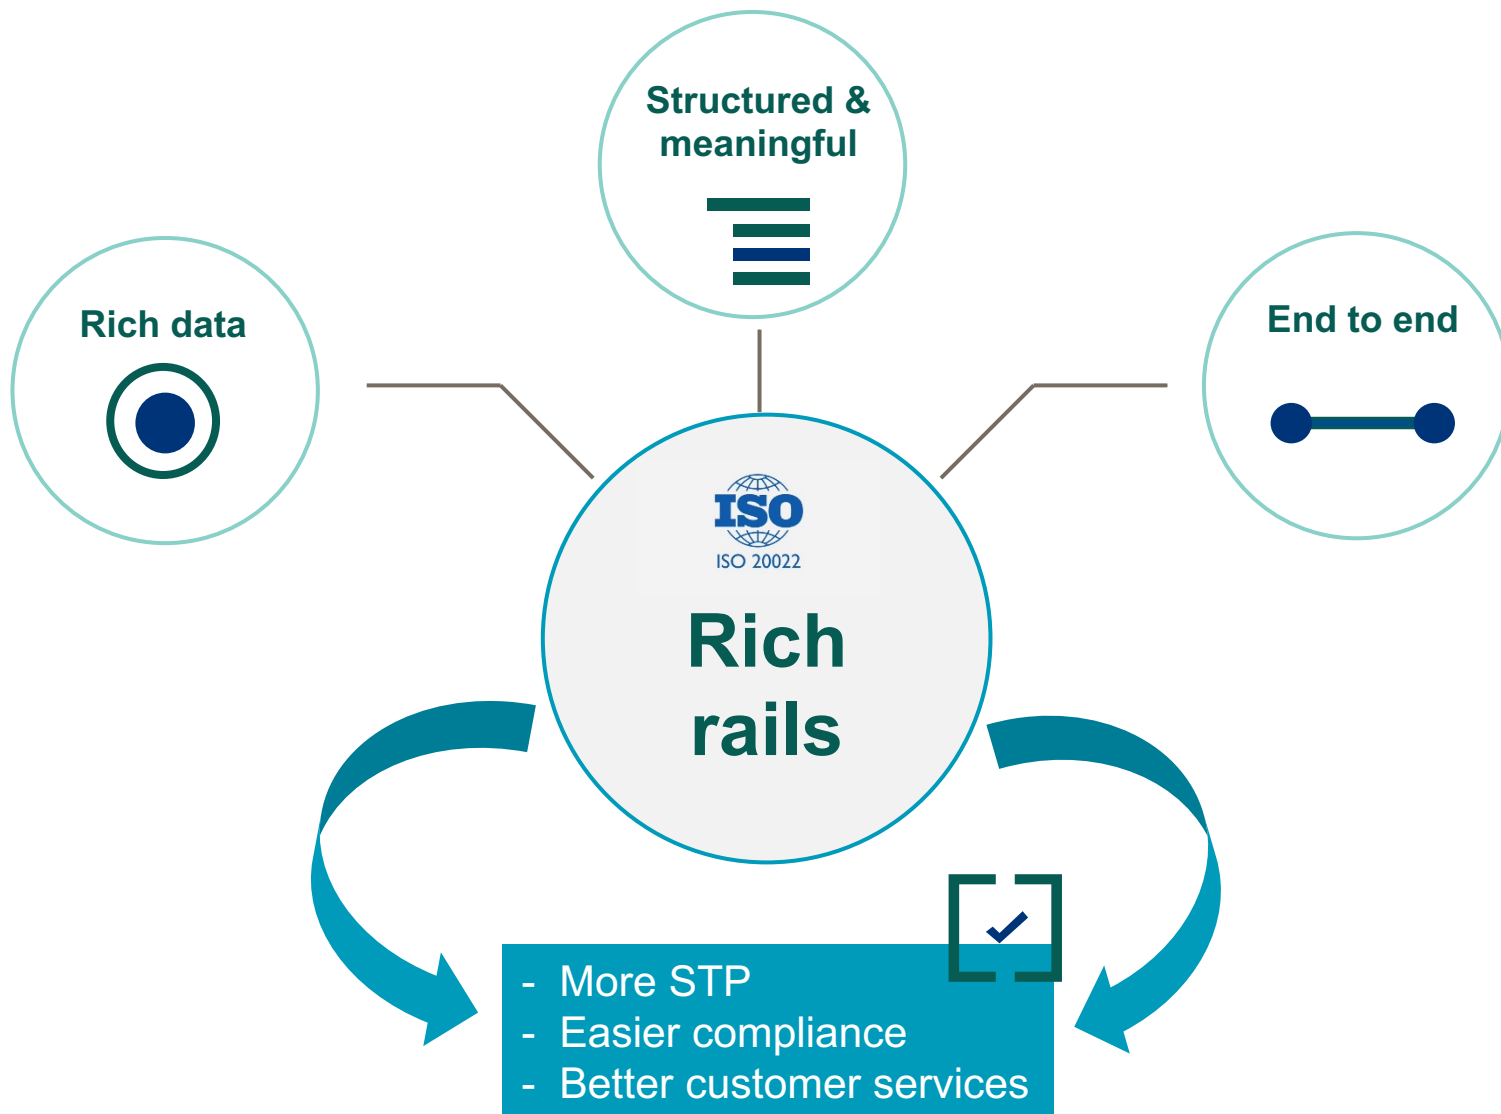 Structured &
meaningful
Rich data
End to end
ISO
ISO 20022
Rich
rails
- More STP
- Easier compliance
- Better customer services